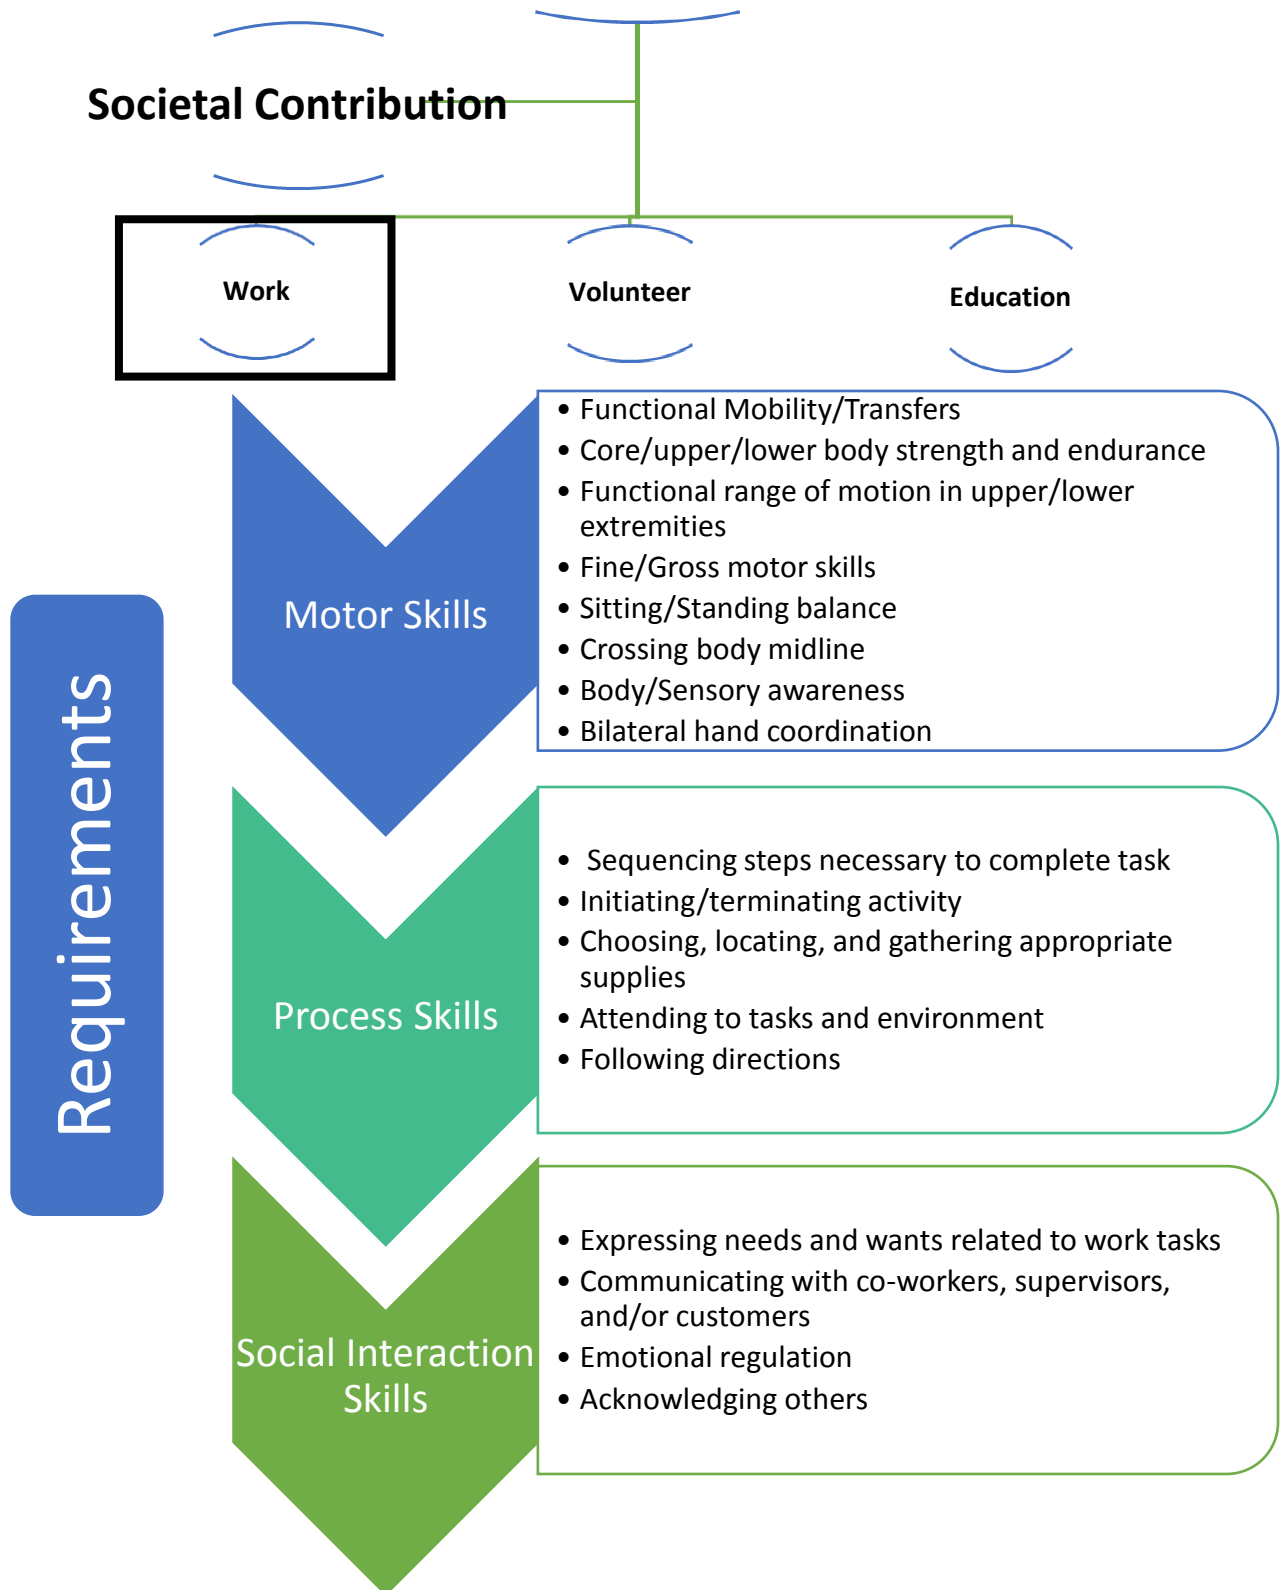 Societal Contribution
Work
Volunteer
Education
Requirements
Motor Skills
• Functional Mobility/Transfers
• Core/upper/lower body strength and endurance
• Functional range of motion in upper/lower
extremities
• Fine/Gross motor skills
• Sitting/Standing balance
• Crossing body midline
• Body/Sensory awareness
• Bilateral hand coordination
Process Skills
• Sequencing steps necessary to complete task
• Initiating/terminating activity
• Choosing, locating, and gathering appropriate
supplies
• Attending to tasks and environment
• Following directions
Social Interaction
Skills
• Expressing needs and wants related to work tasks
• Communicating with co-workers, supervisors,
and/or customers
• Emotional regulation
• Acknowledging others